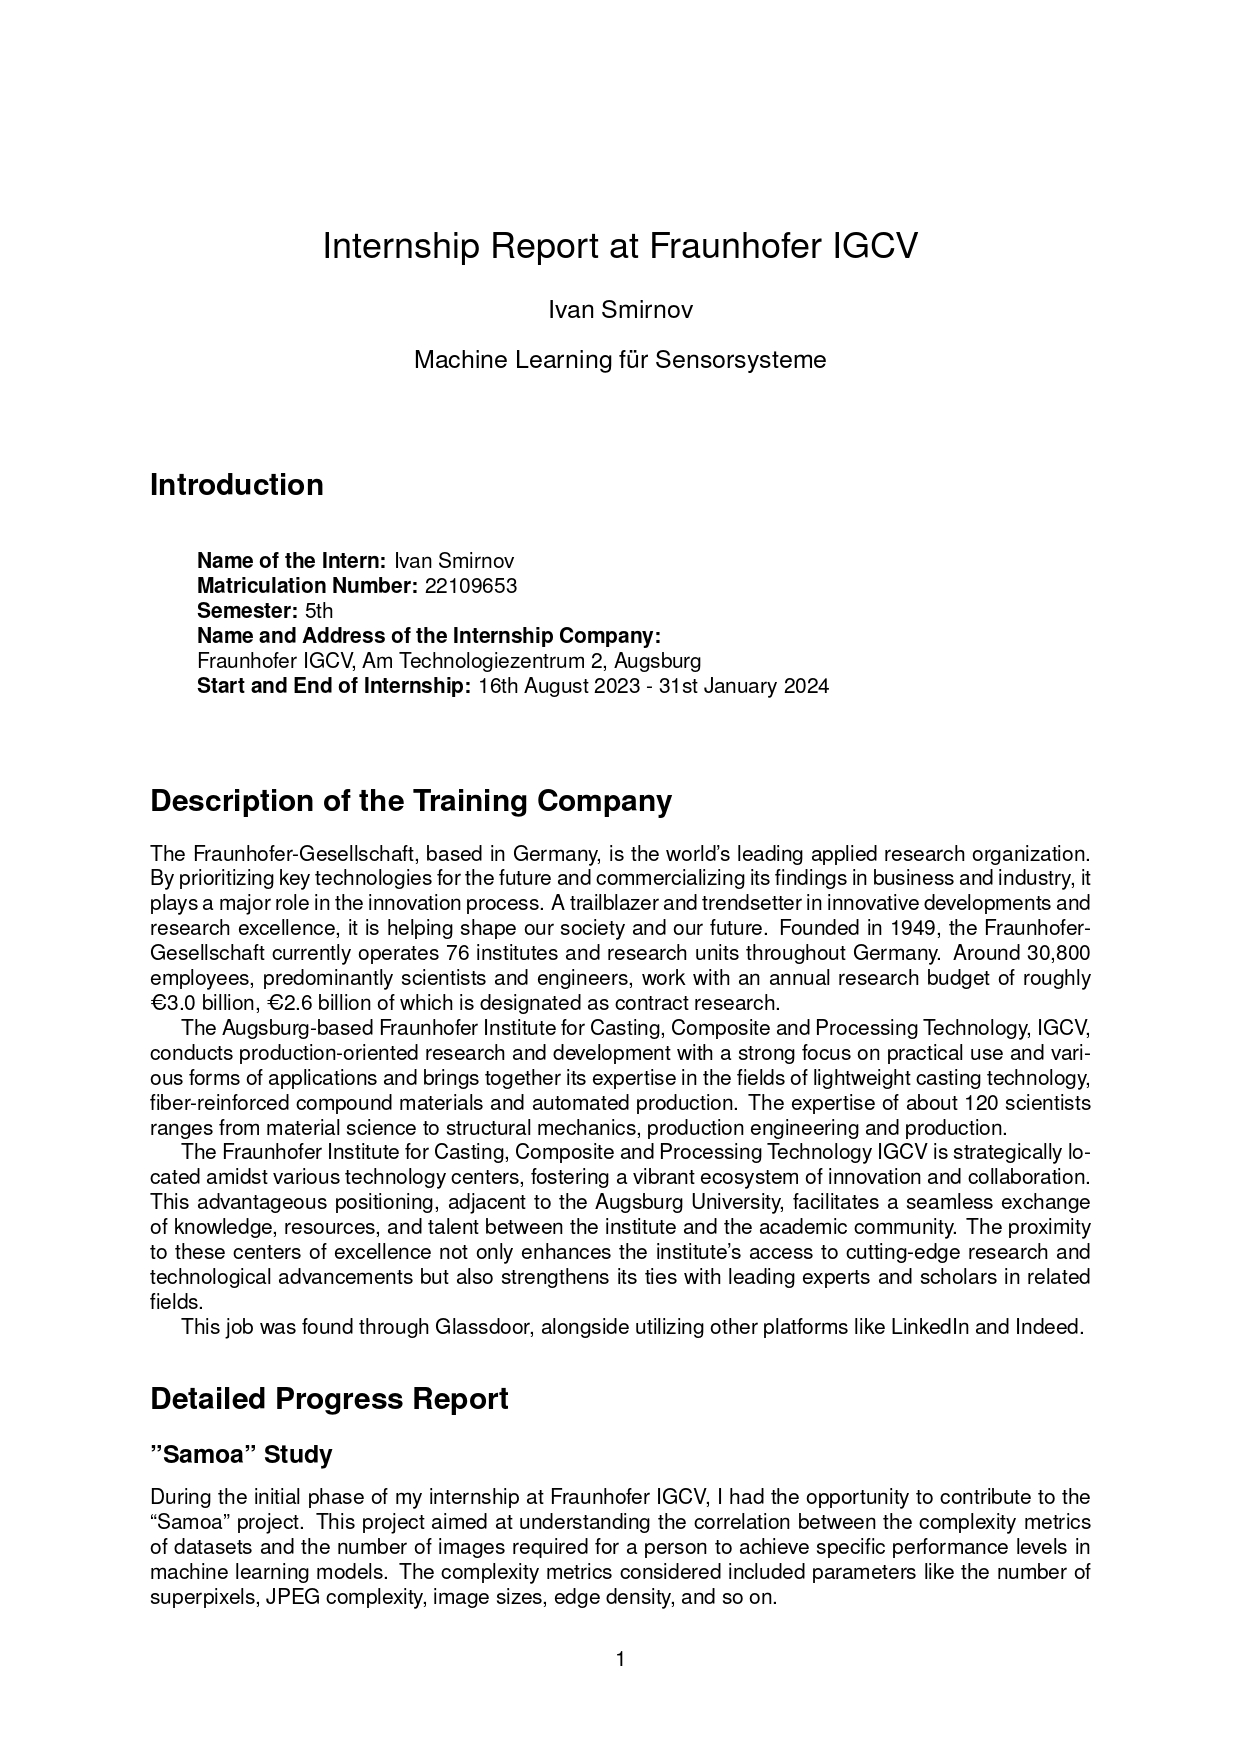 Internship Report at Fraunhofer IGCV
Ivan Smirnov
Machine Learning für Sensorsysteme
Introduction
Name of the Intern: Ivan Smirnov
Matriculation Number: 22109653
Semester: 5th
Name and Address of the Internship Company:
Fraunhofer IGCV, Am Technologiezentrum 2, Augsburg
Start and End of Internship: 16th August 2023 - 31st January 2024
Description of the Training Company
The Fraunhofer-Gesellschaft, based in Germany, is the world’s leading applied research organization.
By prioritizing key technologies for the future and commercializing its findings in business and industry, it
plays a major role in the innovation process. A trailblazer and trendsetter in innovative developments and
research excellence, it is helping shape our society and our future. Founded in 1949, the Fraunhofer-
Gesellschaft currently operates 76 institutes and research units throughout Germany. Around 30,800
employees, predominantly scientists and engineers, work with an annual research budget of roughly
€3.0 billion, €2.6 billion of which is designated as contract research.
The Augsburg-based Fraunhofer Institute for Casting, Composite and Processing Technology, IGCV,
conducts production-oriented research and development with a strong focus on practical use and vari-
ous forms of applications and brings together its expertise in the fields of lightweight casting technology,
fiber-reinforced compound materials and automated production. The expertise of about 120 scientists
ranges from material science to structural mechanics, production engineering and production.
The Fraunhofer Institute for Casting, Composite and Processing Technology IGCV is strategically lo-
cated amidst various technology centers, fostering a vibrant ecosystem of innovation and collaboration.
This advantageous positioning, adjacent to the Augsburg University, facilitates a seamless exchange
of knowledge, resources, and talent between the institute and the academic community. The proximity
to these centers of excellence not only enhances the institute’s access to cutting-edge research and
technological advancements but also strengthens its ties with leading experts and scholars in related
fields.
This job was found through Glassdoor, alongside utilizing other platforms like LinkedIn and Indeed.
Detailed Progress Report
”Samoa” Study
During the initial phase of my internship at Fraunhofer IGCV, I had the opportunity to contribute to the
“Samoa” project. This project aimed at understanding the correlation between the complexity metrics
of datasets and the number of images required for a person to achieve specific performance levels in
machine learning models. The complexity metrics considered included parameters like the number of
superpixels, JPEG complexity, image sizes, edge density, and so on.
1